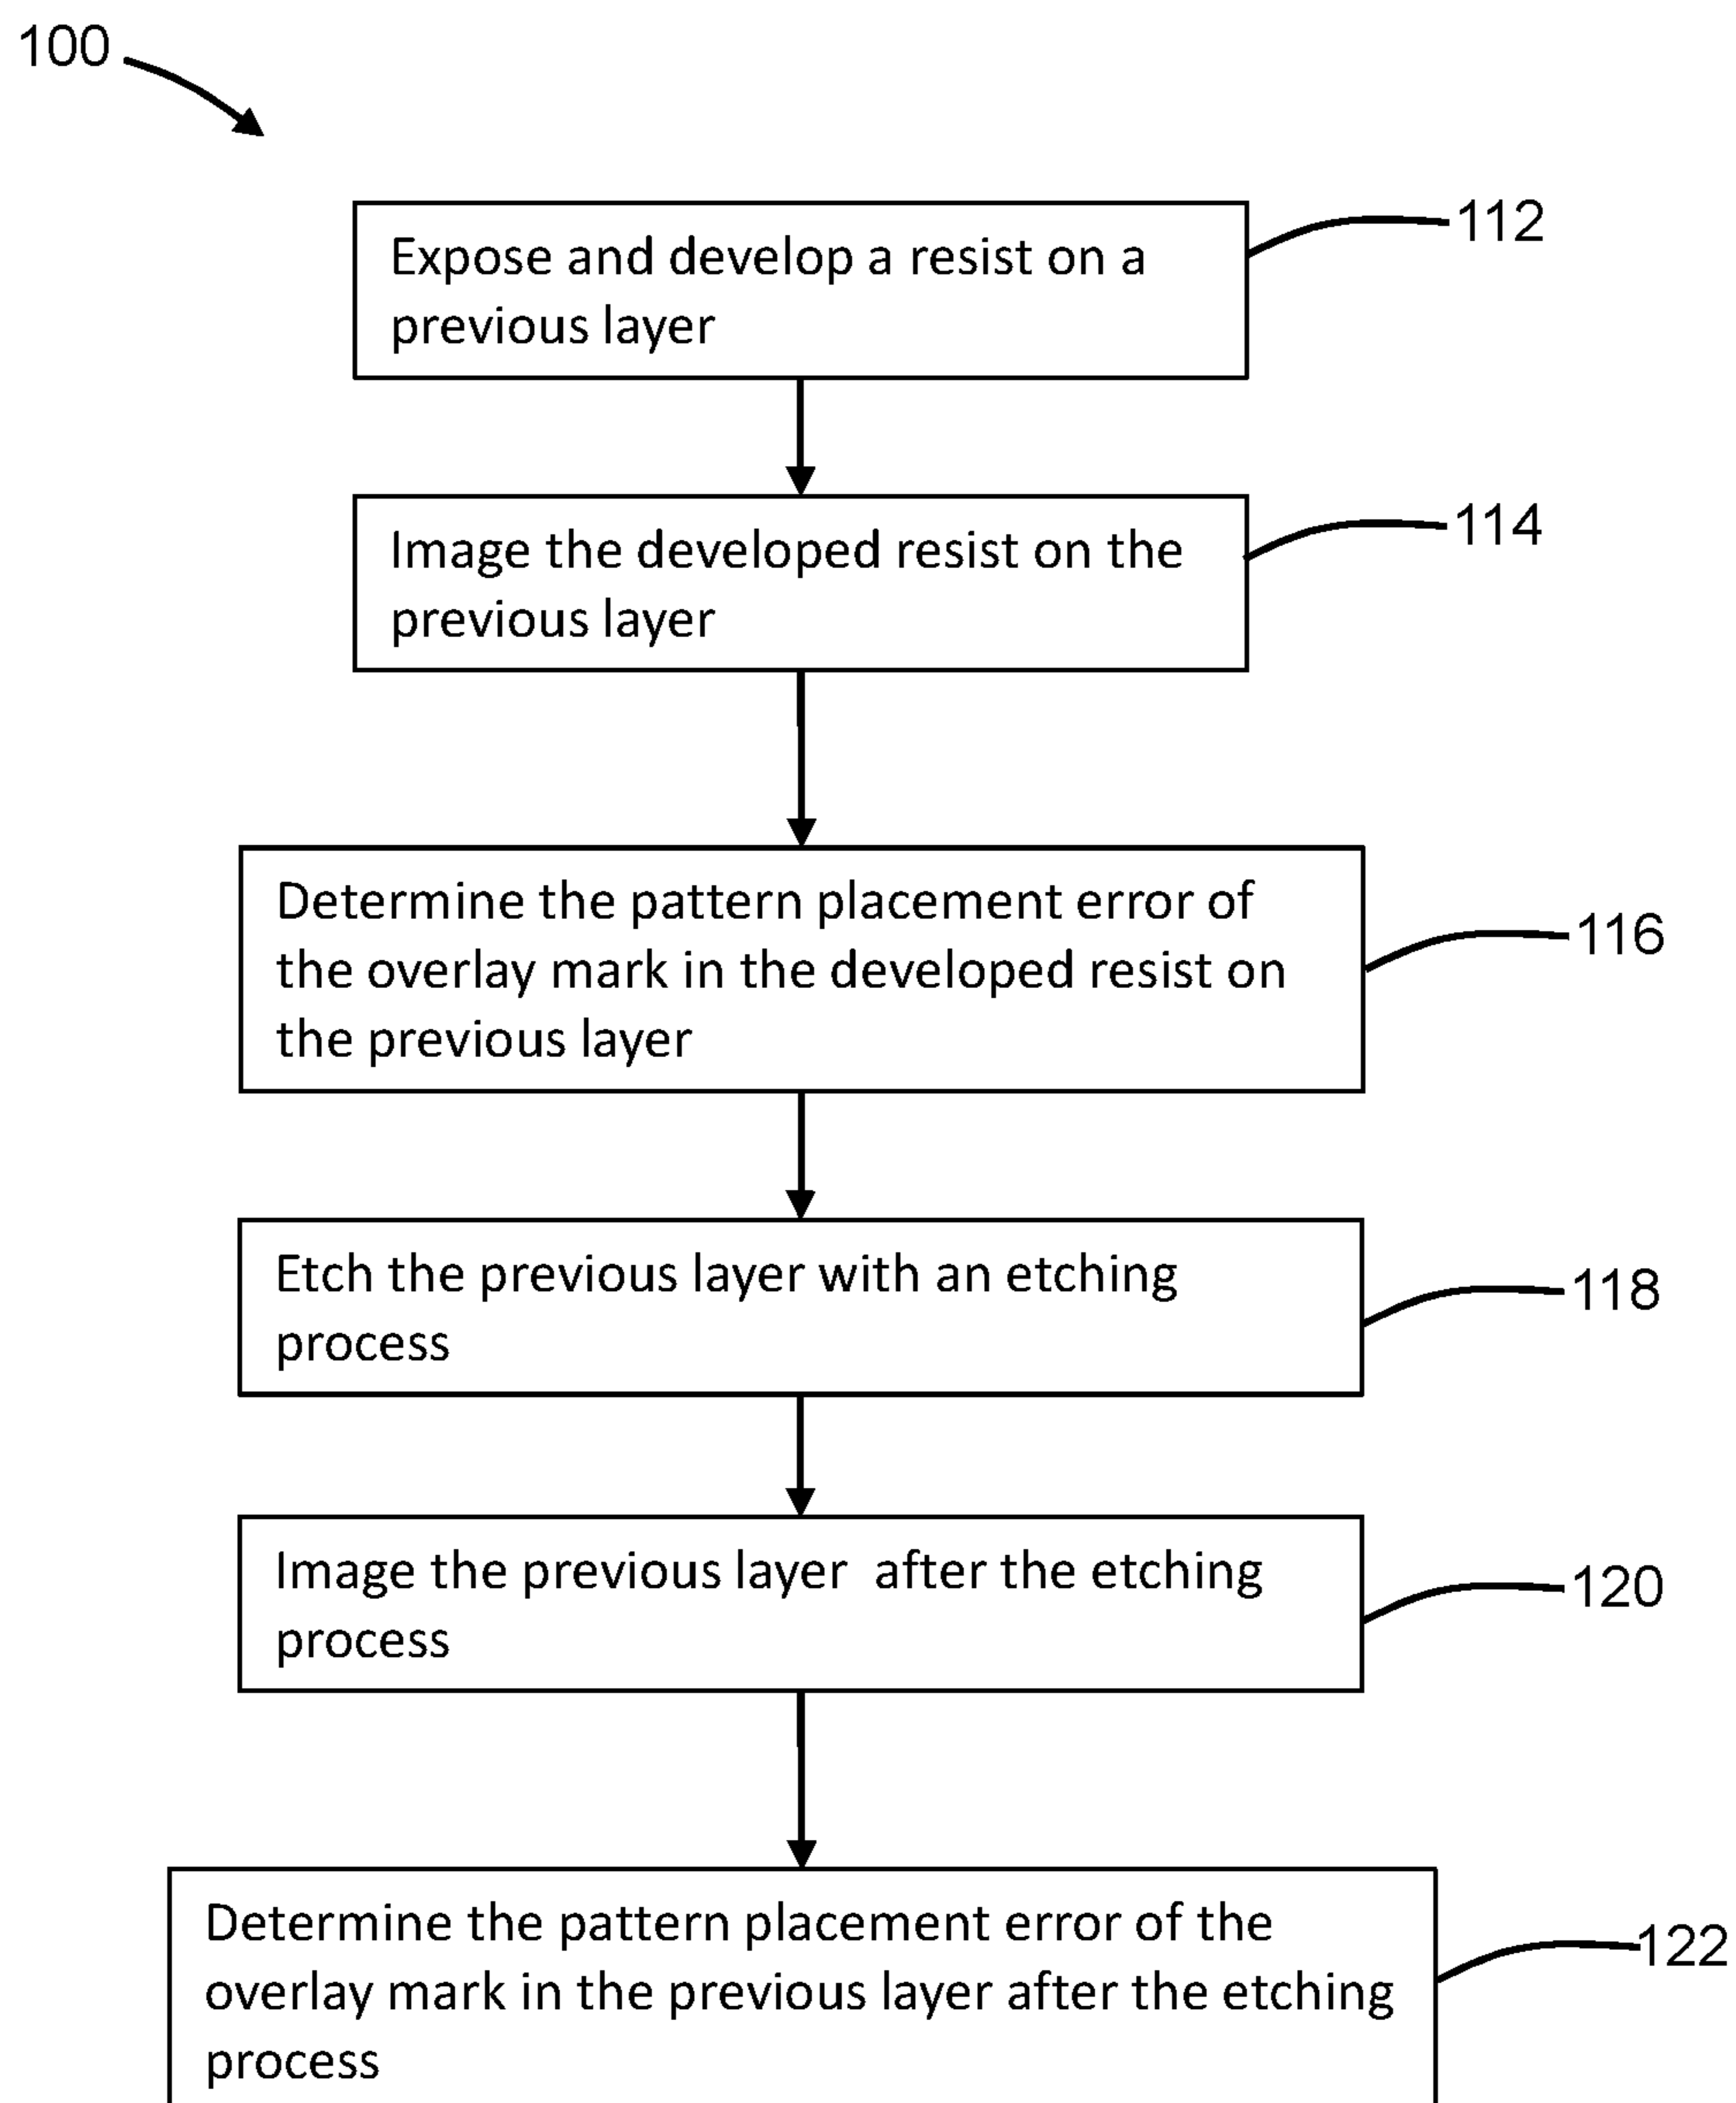 100
Expose and develop a resist on a
previous layer
112
Image the developed resist on the
previous layer
114
Determine the pattern placement error of
the overlay mark in the developed resist on
the previous layer
116
Etch the previous layer with an etching
process
118
Image the previous layer  after the etching
process
120
Determine the pattern placement error of the
overlay mark in the previous layer after the etching
process
122